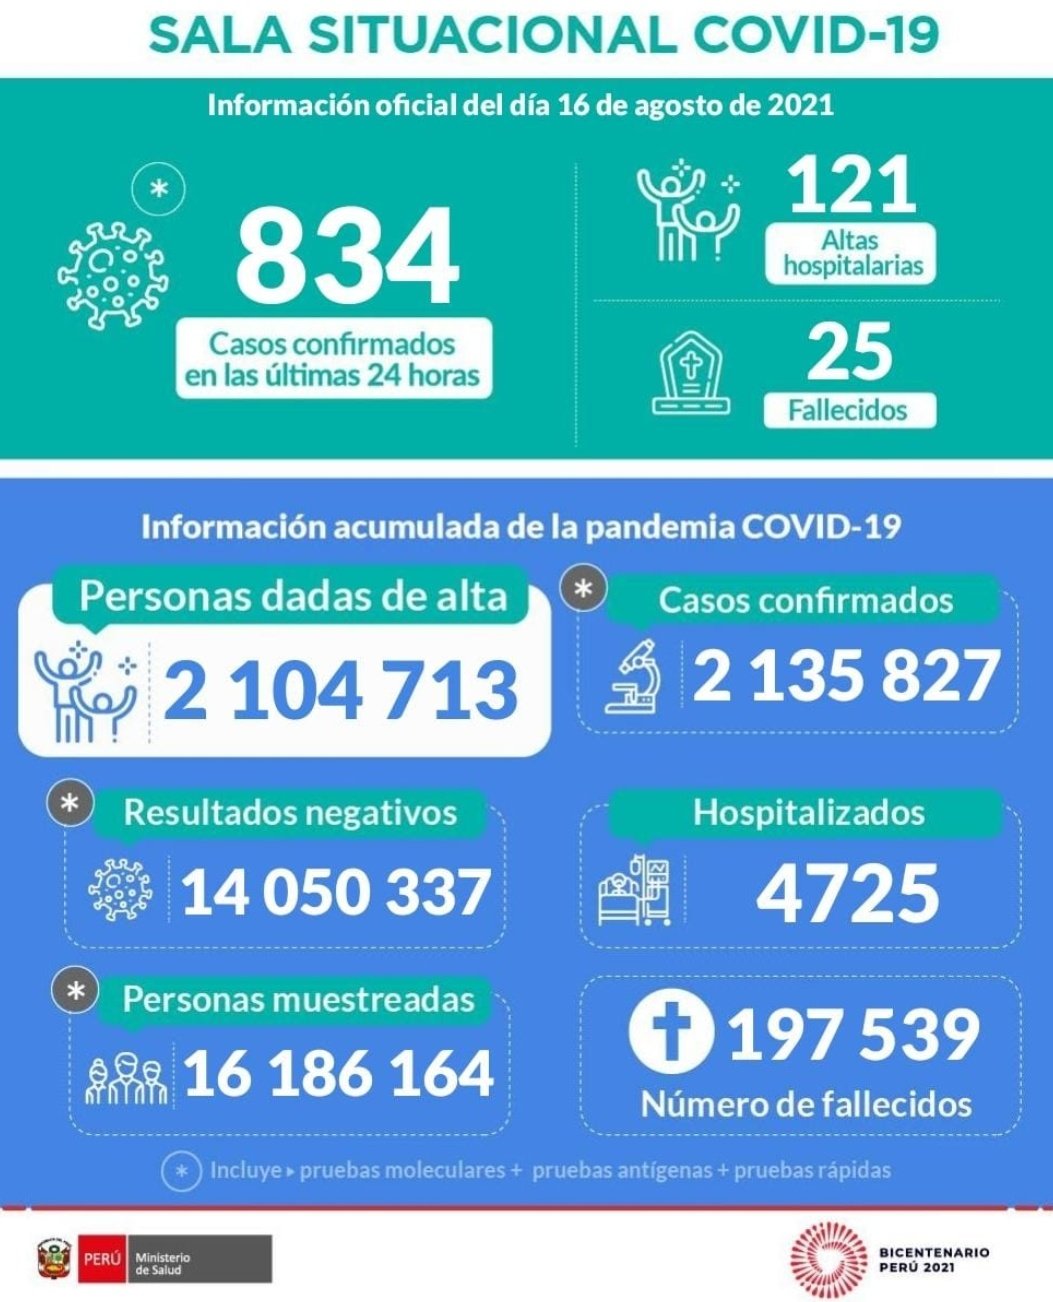 SALA SITUACIONAL COVID-19
Información oficial del día 16 de agosto de 2021
*
834
Casos confirmados
en las últimas 24 horas
121
Altas
hospitalarias
25
Fallecidos
Información acumulada de la pandemia COVID-19
Personas dadas de alta
2 104 713
*
Casos confirmados
2 135 827
*
Resultados negativos
14 050 337
Hospitalizados
4725
*
Personas muestreadas
16 186 164
197 539
Número de fallecidos
* Incluye ▸ pruebas moleculares + pruebas antígenas + pruebas rápidas
PERÚ
Ministerio
de Salud
BICENTENARIO
PERÚ 2021